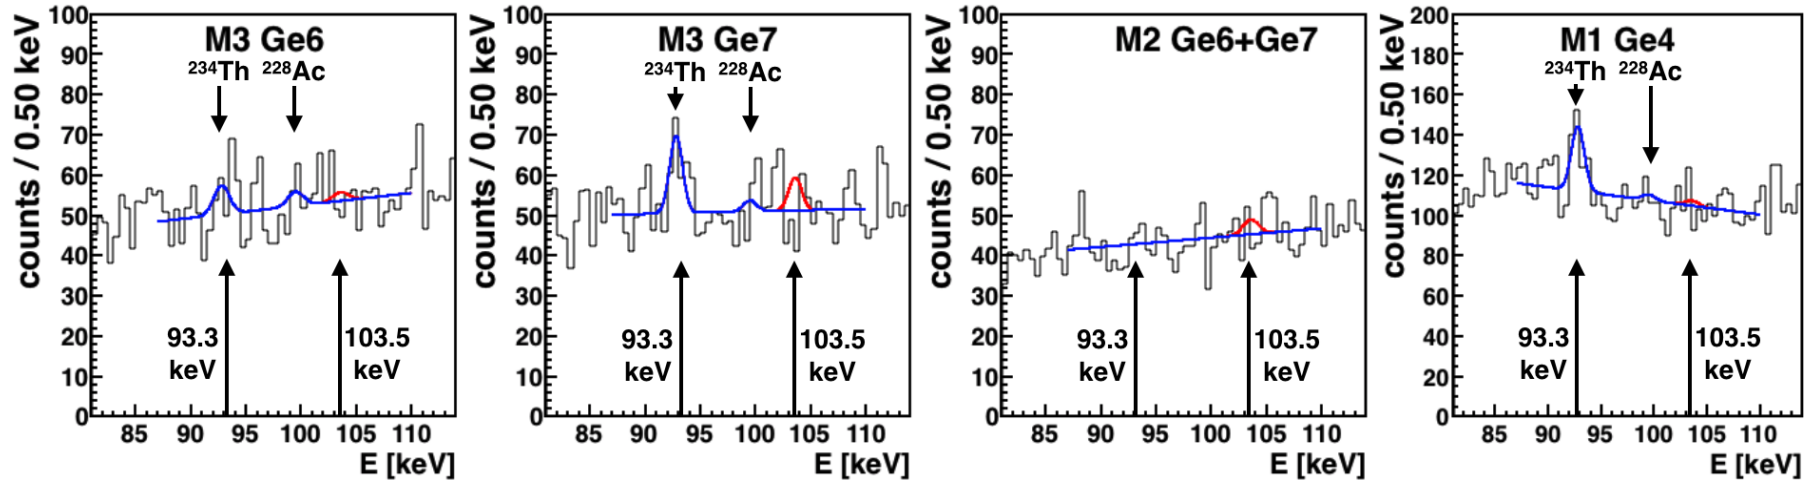 counts / 0.50 keV
100
90
80
70
60
50
40
30
20
10
0
M3 Ge6
²³⁴Th ²²⁸Ac
93.3
keV
103.5
keV
85 90 95 100 105 110
E [keV]
counts / 0.50 keV
100
90
80
70
60
50
40
30
20
10
0
M3 Ge7
²³⁴Th ²²⁸Ac
93.3
keV
103.5
keV
85 90 95 100 105 110
E [keV]
counts / 0.50 keV
100
90
80
70
60
50
40
30
20
10
0
M2 Ge6+Ge7
93.3
keV
103.5
keV
85 90 95 100 105 110
E [keV]
counts / 0.50 keV
200
180
160
140
120
100
80
60
40
20
0
M1 Ge4
²³⁴Th ²²⁸Ac
93.3
keV
103.5
keV
85 90 95 100 105 110
E [keV]